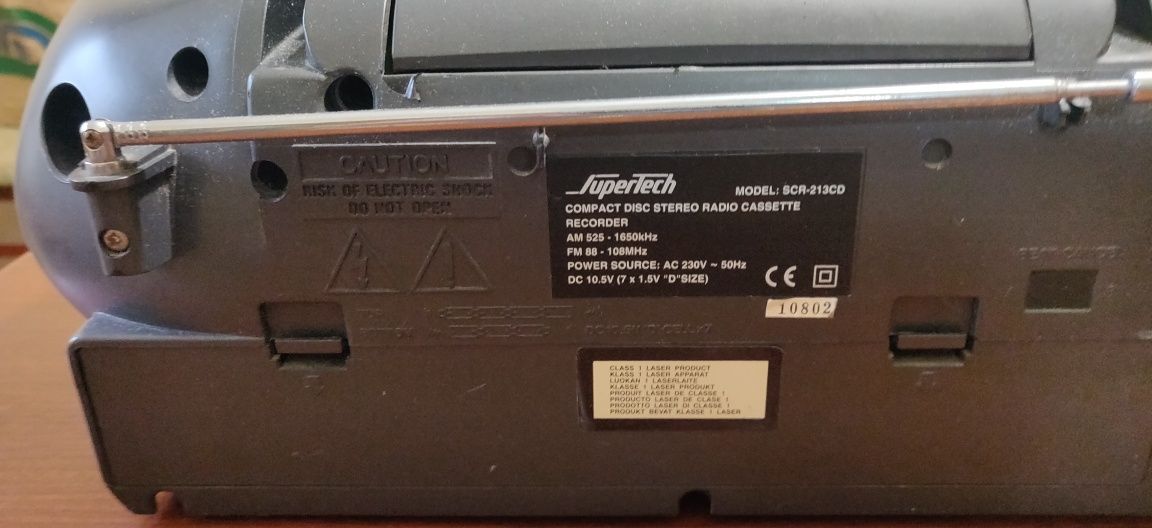 CAUTION
RISK OF ELECTRIC SHOCK
DO NOT OPEN
SuperTech
MODEL: SCR-213CD
COMPACT DISC STEREO RADIO CASSETTE
RECORDER
AM 525 - 1650kHz
FM 88 - 108MHz
POWER SOURCE: AC 230V ~ 50Hz
DC 10.5V (7 x 1.5V "D"SIZE)
CE
10802
CLASS 1 LASER PRODUCT
KLASS 1 LASER APPARAT
LUOKAN 1 LASERLAITE
KLASSE 1 LASER PRODUKT
PRODUIT LASER DE CLASSE 1
PRODUCTO LASER DE CLASE 1
PRODOTTO LASER DI CLASSE 1
PRODUKT BEVAT KLASSE 1 LASER